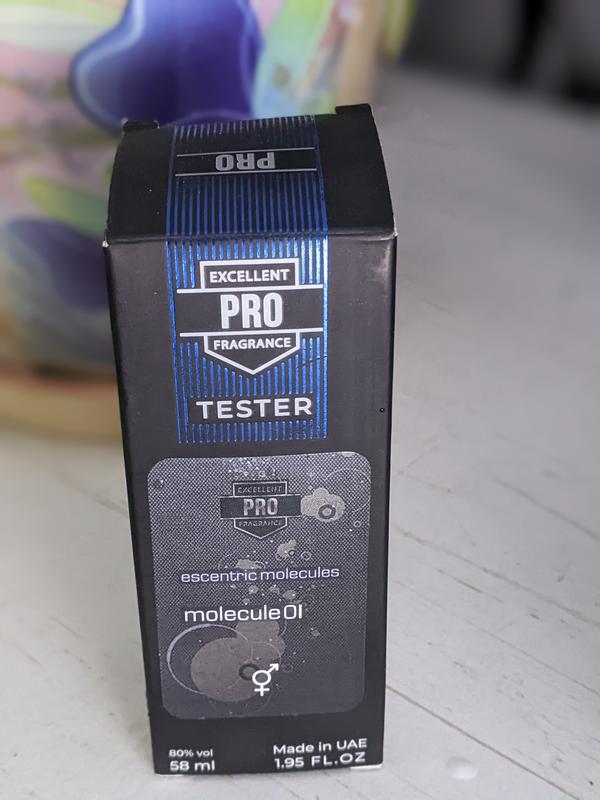 PRO
EXCELLENT
PRO
FRAGRANCE
TESTER
EXCELLENT
PRO
FRAGRANCE
escentric molecules
molecule 01
80% vol
58 ml
Made in UAE
1.95 FL.OZ